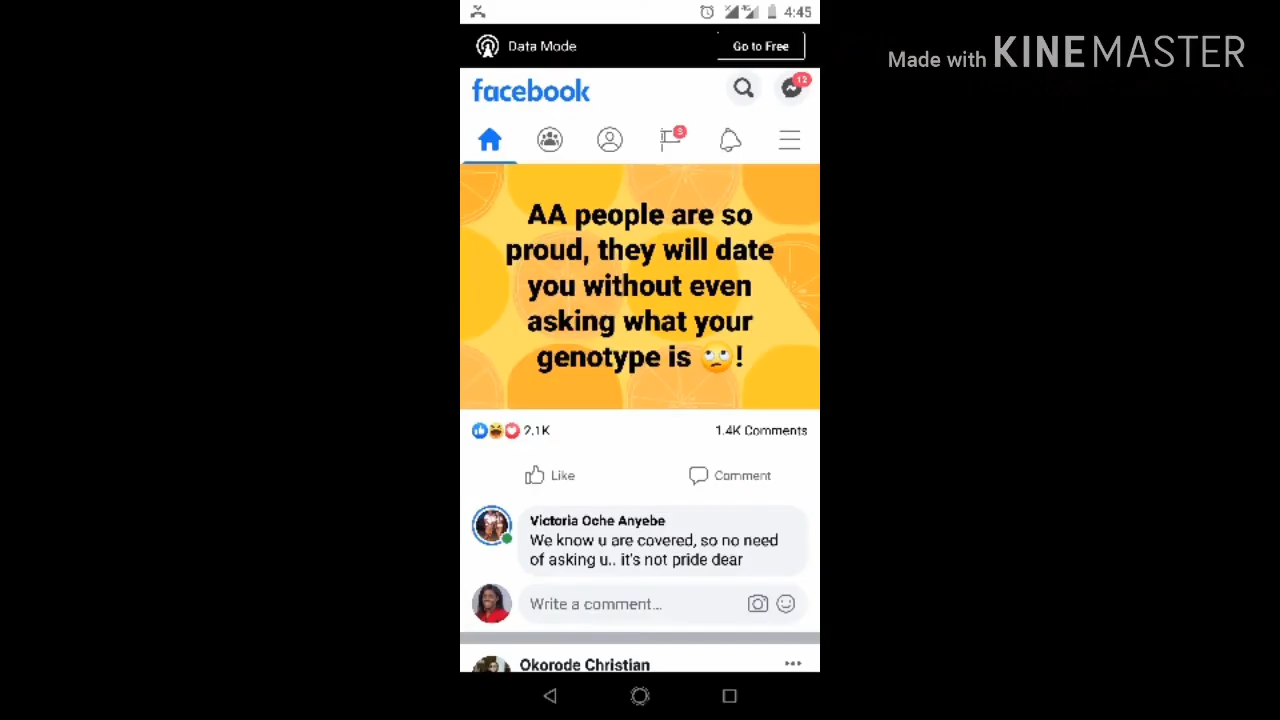 4G 4:45
Data Mode
Go to Free
Made with KINEMASTER
facebook
12
3
AA people are so
proud, they will date
you without even
asking what your
genotype is 🙄!
2.1K
1.4K Comments
Like
Comment
Victoria Oche Anyebe
We know u are covered, so no need
of asking u.. it's not pride dear
Write a comment...
Okorode Christian